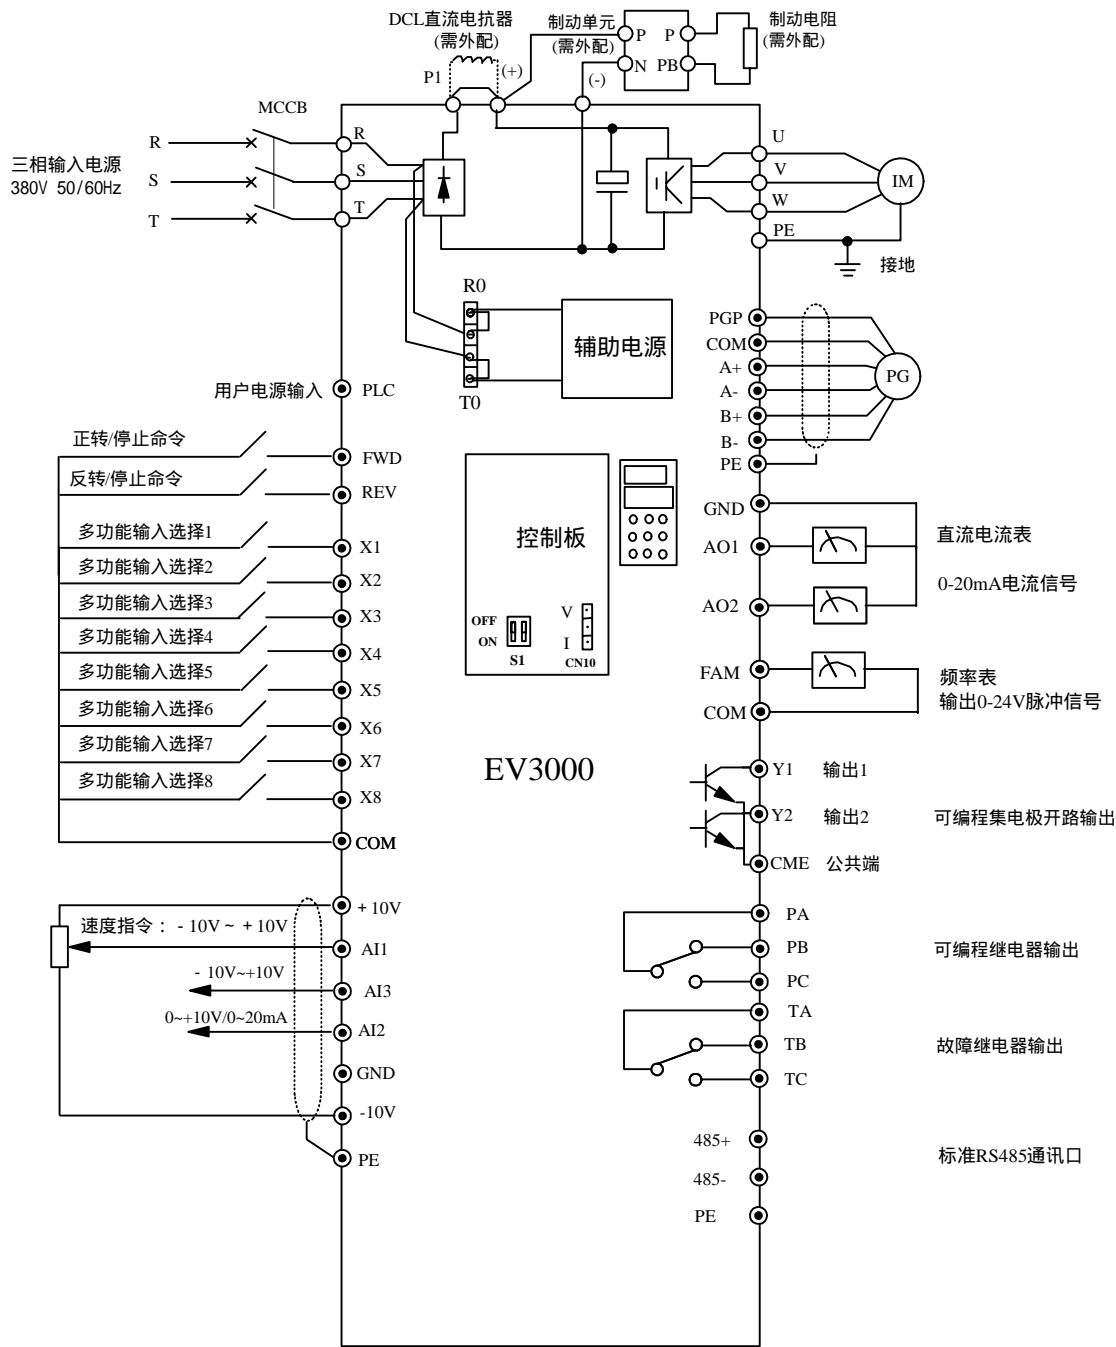 DCL直流电抗器
(需外配)
制动单元
(需外配)
制动电阻
(需外配)
P
P
N
PB
P1
(+)
(-)
MCCB
三相输入电源
380V 50/60Hz
R
S
T
R
S
T
U
V
W
PE
IM
接地
R0
T0
辅助电源
PGP
COM
A+
A-
B+
B-
PE
PG
用户电源输入
PLC
正转/停止命令
FWD
反转/停止命令
REV
多功能输入选择1
X1
多功能输入选择2
X2
多功能输入选择3
X3
多功能输入选择4
X4
多功能输入选择5
X5
多功能输入选择6
X6
多功能输入选择7
X7
多功能输入选择8
X8
COM
控制板
OFF
ON
S1
V
I
CN10
GND
AO1
AO2
直流电流表
0-20mA电流信号
FAM
COM
频率表
输出0-24V脉冲信号
EV3000
Y1
输出1
Y2
输出2
可编程集电极开路输出
CME
公共端
+10V
速度指令：-10V~+10V
AI1
-10V~+10V
AI3
0~+10V/0~20mA
AI2
GND
-10V
PE
PA
PB
PC
可编程继电器输出
TA
TB
TC
故障继电器输出
485+
485-
PE
标准RS485通讯口